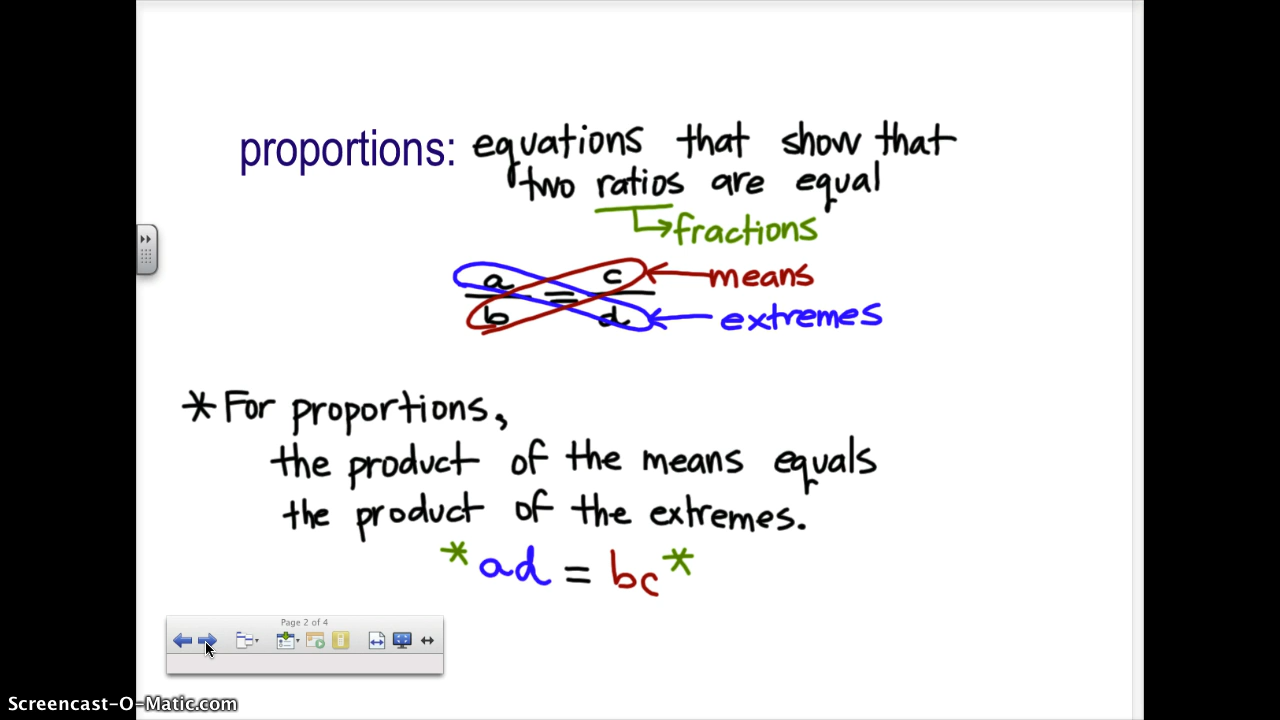 proportions: equations that show that
two ratios are equal
→fractions
a/b = c/d
← means
← extremes
*For proportions,
the product of the means equals
the product of the extremes.
*ad = bc*
Page 2 of 4
Screencast-O-Matic.com